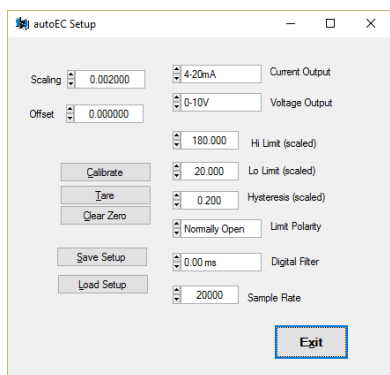 autoEC Setup
Scaling 0.002000
Offset 0.000000
Calibrate
Tare
Clear Zero
Save Setup
Load Setup
4-20mA Current Output
0-10V Voltage Output
180.000 Hi Limit (scaled)
20.000 Lo Limit (scaled)
0.200 Hysteresis (scaled)
Normally Open Limit Polarity
0.00 ms Digital Filter
20000 Sample Rate
Exit